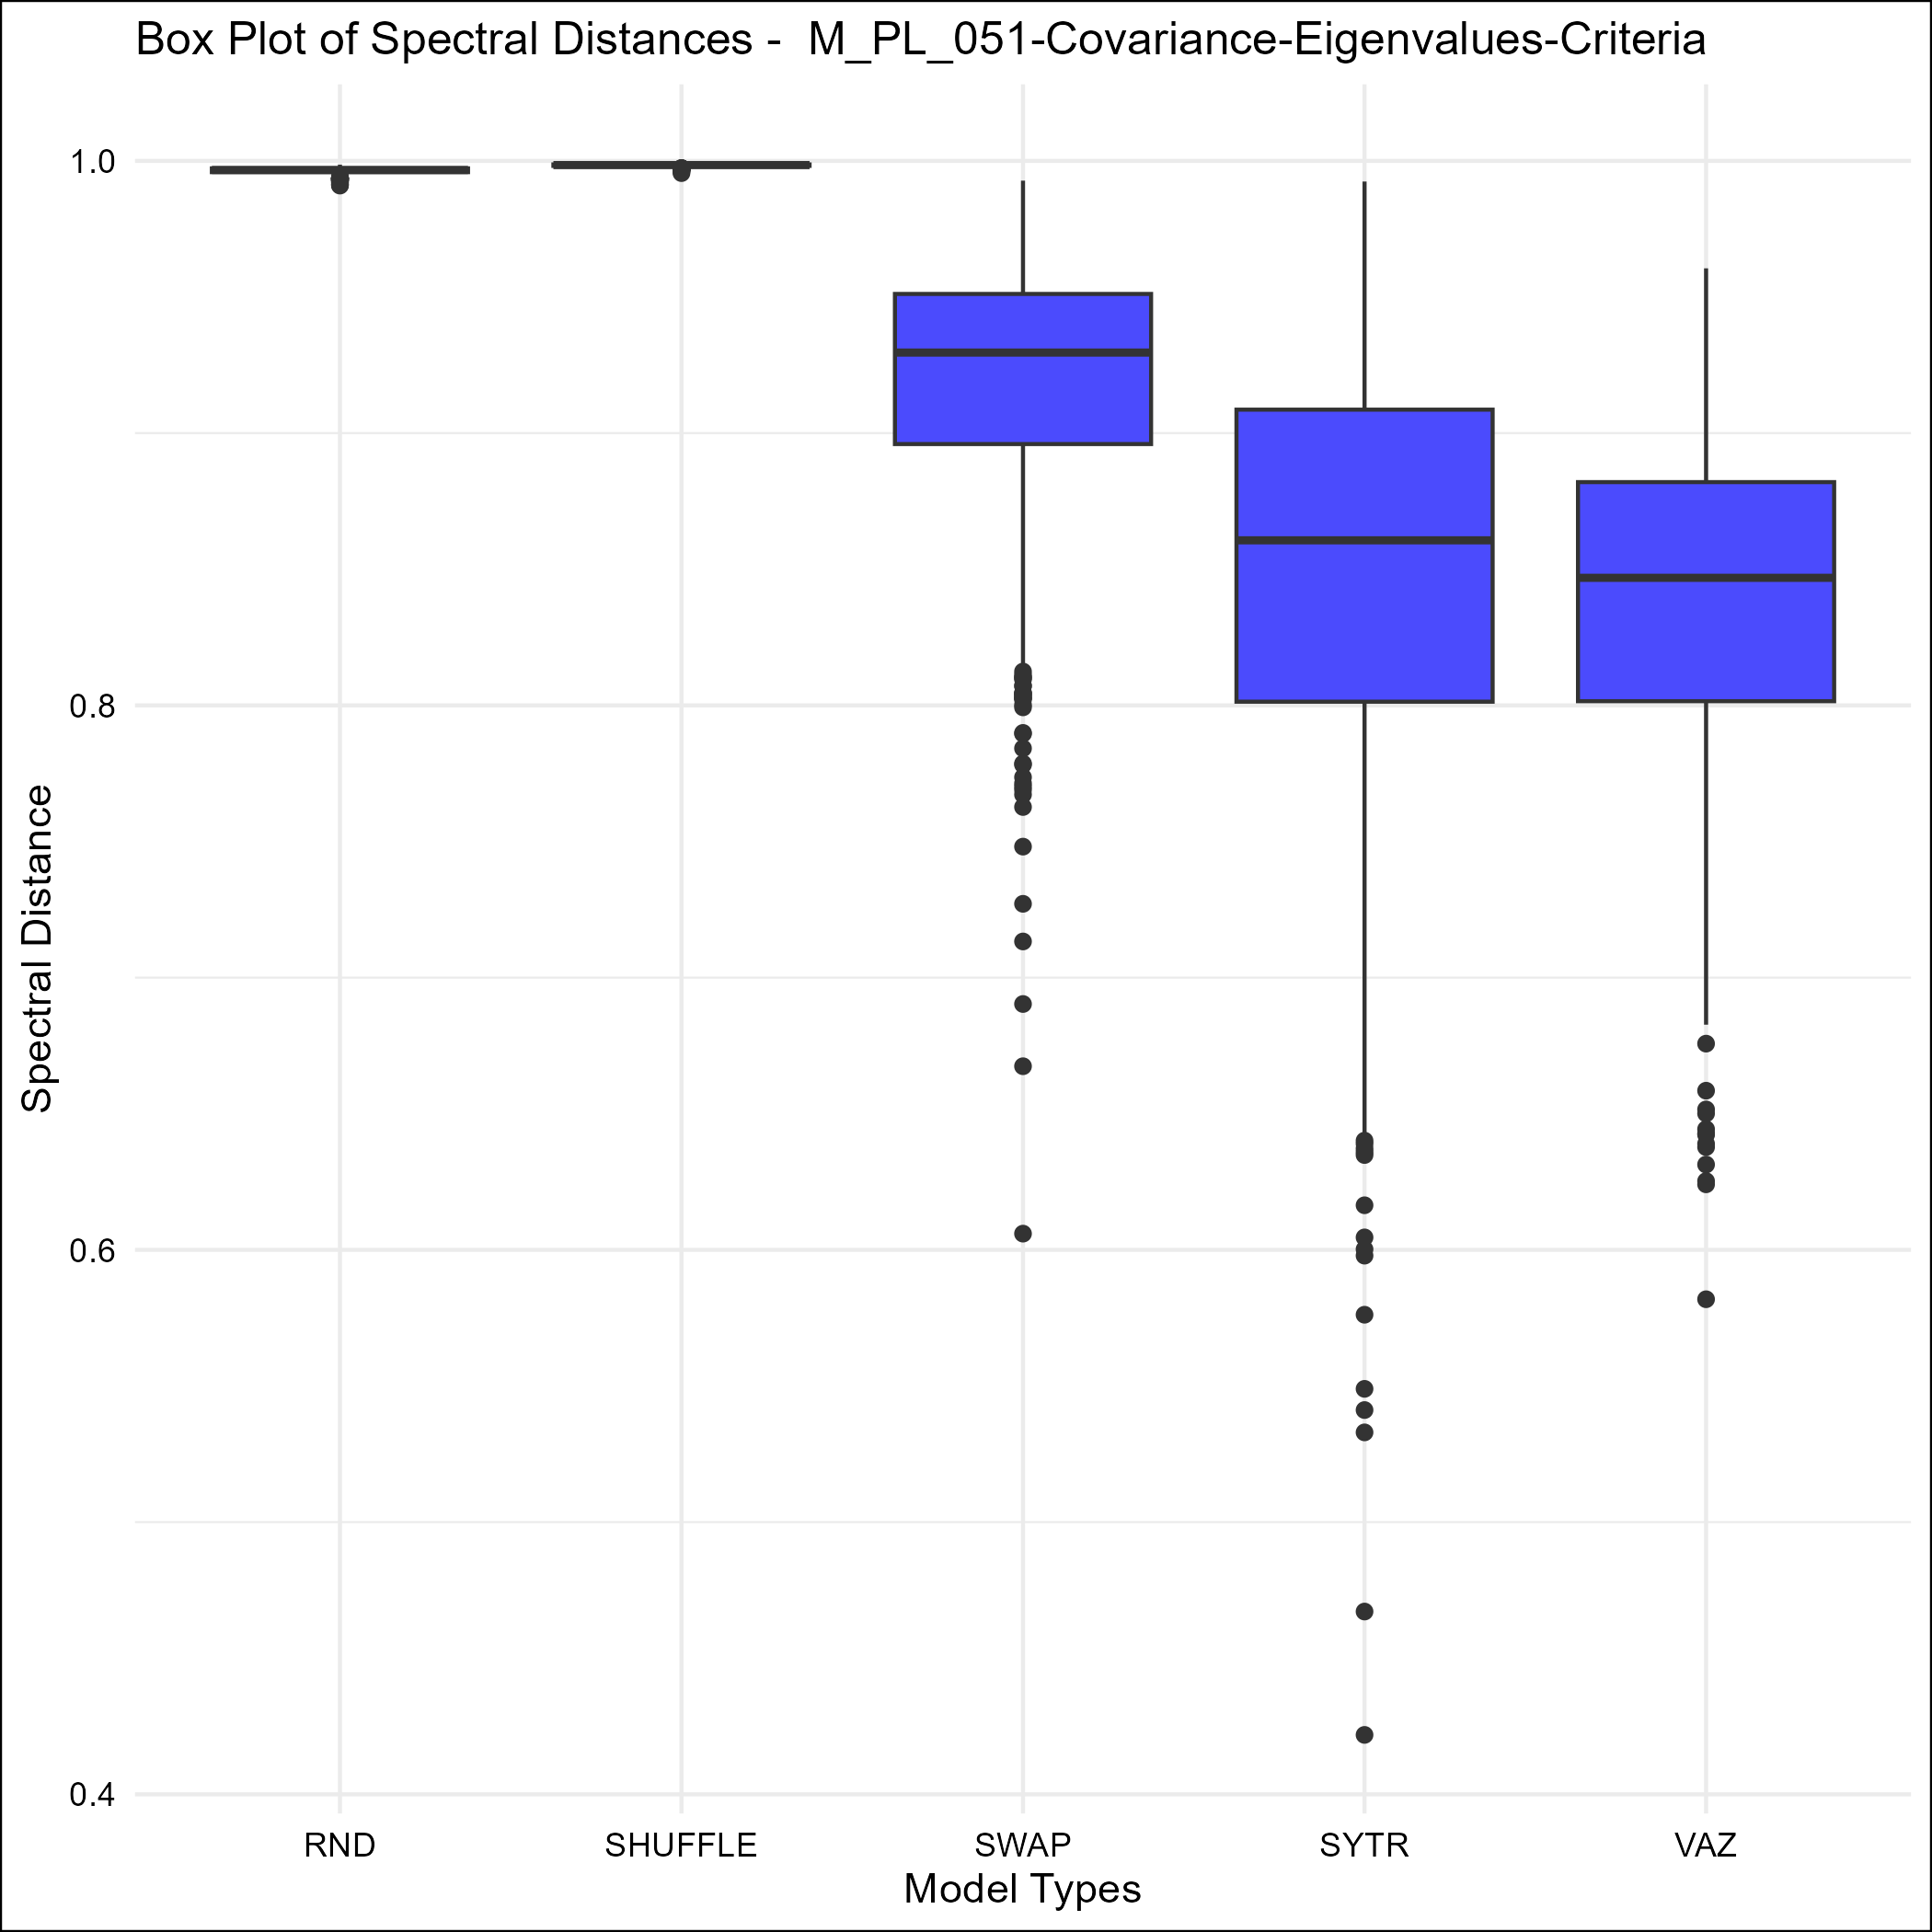 Box Plot of Spectral Distances -  M_PL_051-Covariance-Eigenvalues-Criteria
Spectral Distance
1.0
0.8
0.6
0.4
RND SHUFFLE SWAP SYTR VAZ
Model Types